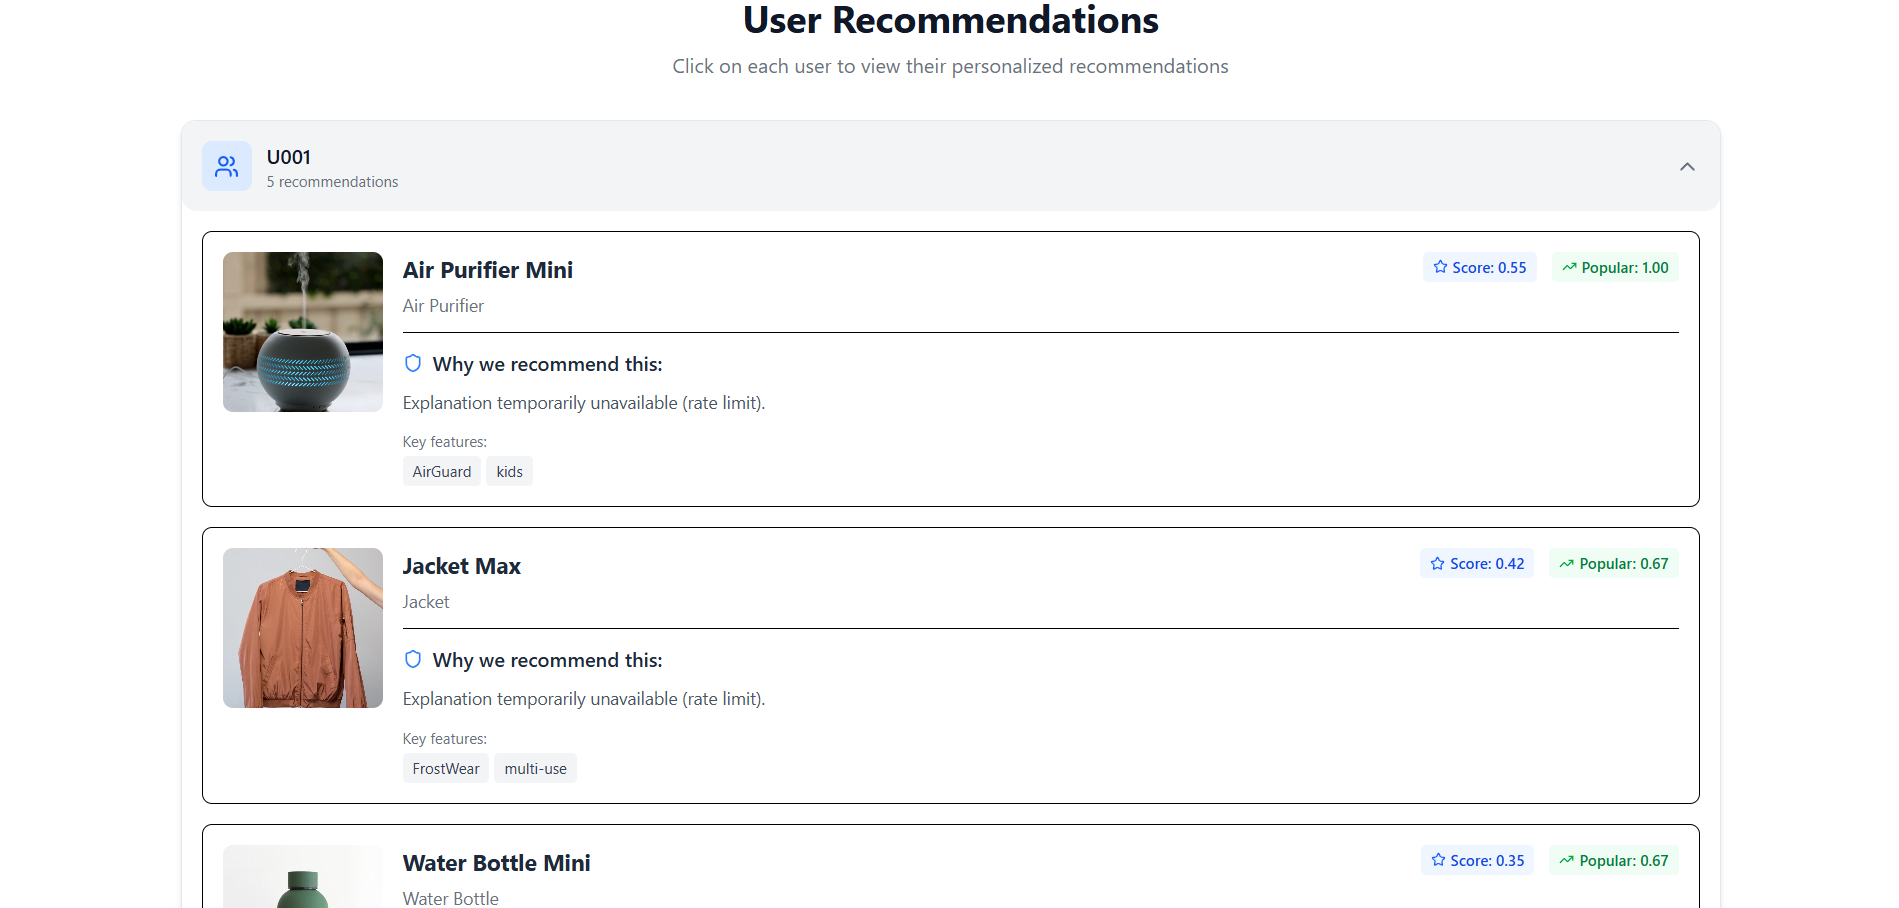 User Recommendations
Click on each user to view their personalized recommendations
U001
5 recommendations
Air Purifier Mini
Score: 0.55
Popular: 1.00
Air Purifier
Why we recommend this:
Explanation temporarily unavailable (rate limit).
Key features:
AirGuard kids
Jacket Max
Score: 0.42
Popular: 0.67
Jacket
Why we recommend this:
Explanation temporarily unavailable (rate limit).
Key features:
FrostWear multi-use
Water Bottle Mini
Score: 0.35
Popular: 0.67
Water Bottle